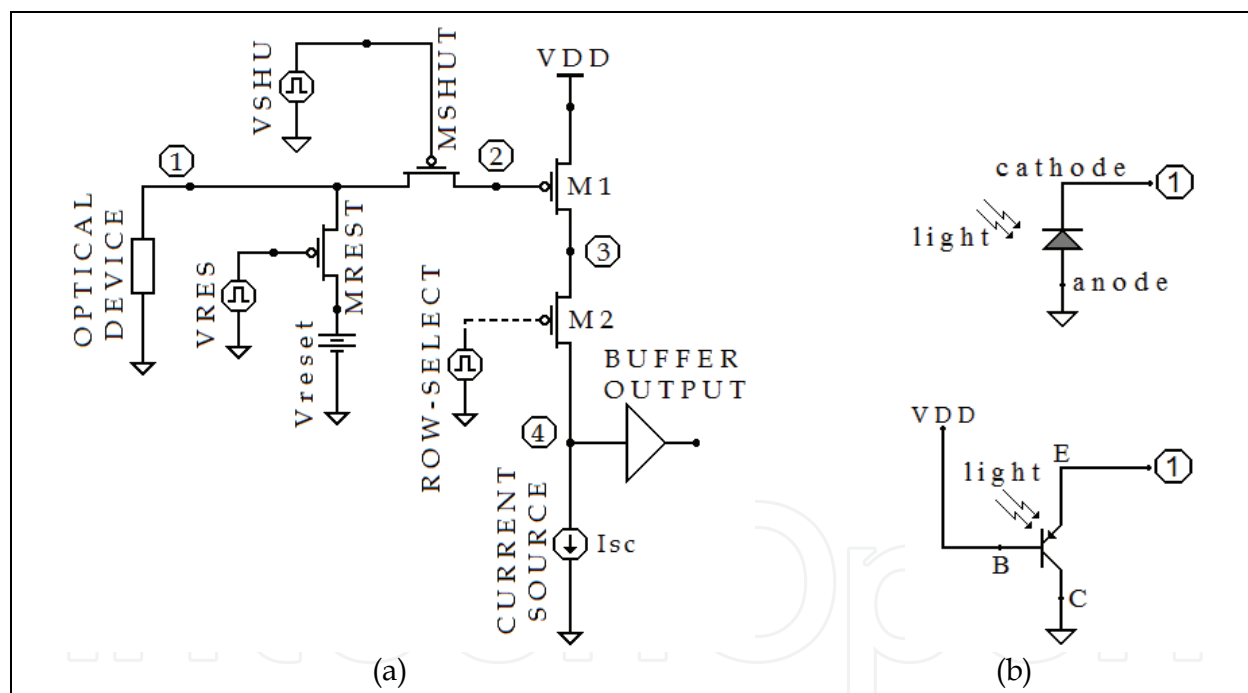 VSHU
MSHUT
VDD
1
2
M1
OPTICAL
DEVICE
VRES
MREST
Vreset
3
M2
ROW-SELECT
BUFFER
OUTPUT
4
CURRENT
SOURCE
Isc
(a)
cathode
1
light
anode
VDD
E
1
light
B
C
(b)